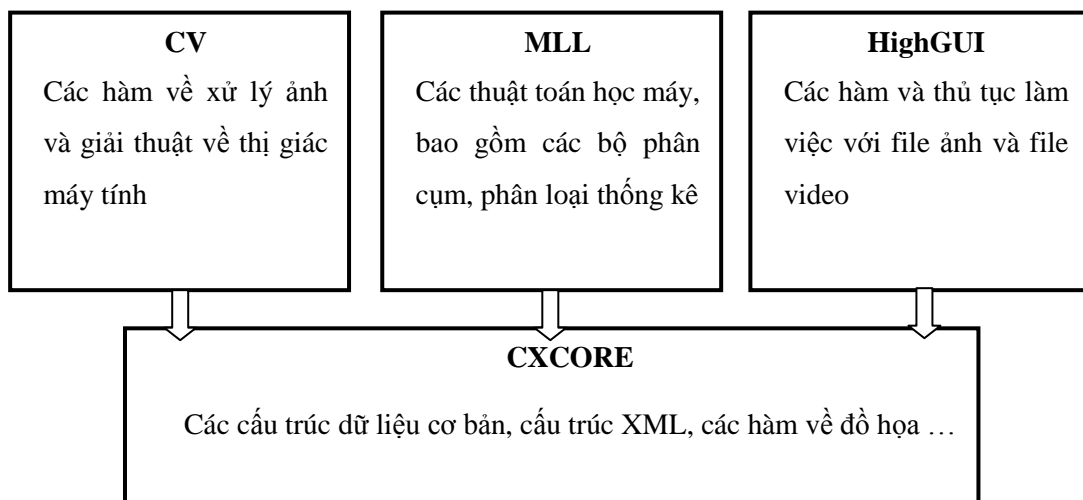 CV
Các hàm về xử lý ảnh
và giải thuật về thị giác
máy tính
MLL
Các thuật toán học máy,
bao gồm các bộ phân
cụm, phân loại thống kê
HighGUI
Các hàm và thủ tục làm
việc với file ảnh và file
video
CXCORE
Các cấu trúc dữ liệu cơ bản, cấu trúc XML, các hàm về đồ họa …